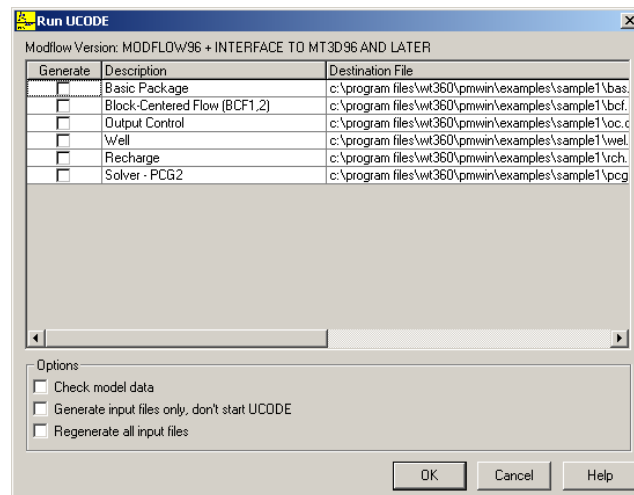 Run UCODE
Modflow Version: MODFLOW96 + INTERFACE TO MT3D96 AND LATER
Generate Description Destination File
Basic Package c:\program files\wt360\pmwin\examples\sample1\bas.
Block-Centered Flow (BCF1,2) c:\program files\wt360\pmwin\examples\sample1\bcf.
Output Control c:\program files\wt360\pmwin\examples\sample1\oc.c
Well c:\program files\wt360\pmwin\examples\sample1\wel.
Recharge c:\program files\wt360\pmwin\examples\sample1\rch.
Solver - PCG2 c:\program files\wt360\pmwin\examples\sample1\pcg
Options
Check model data
Generate input files only, don't start UCODE
Regenerate all input files
OK Cancel Help